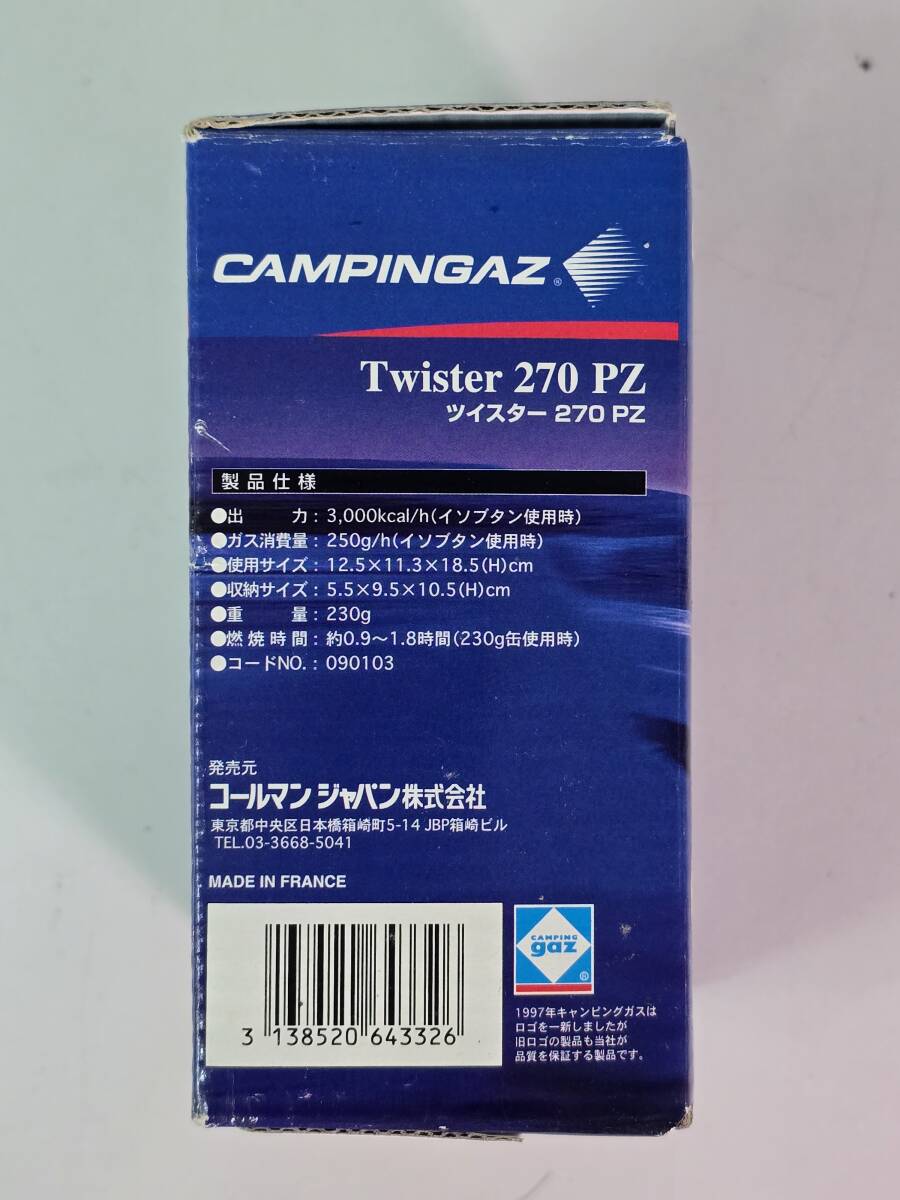 CAMPINGAZ®
Twister 270 PZ
ツイスター 270 PZ
製品仕様
●出　　力：3,000kcal/h(イソブタン使用時)
●ガス消費量：250g/h(イソブタン使用時)
●使用サイズ：12.5×11.3×18.5(H)cm
●収納サイズ：5.5×9.5×10.5(H)cm
●重　　量：230g
●燃焼時間：約0.9〜1.8時間(230g缶使用時)
●コードNO.：090103
発売元
コールマン ジャパン株式会社
東京都中央区日本橋箱崎町5-14 JBP箱崎ビル
TEL.03-3668-5041
MADE IN FRANCE
3 138520 643326
CAMPING
gaz®
1997年キャンピングガスは
ロゴを一新しましたが
旧ロゴの製品も当社が
品質を保証する製品です。